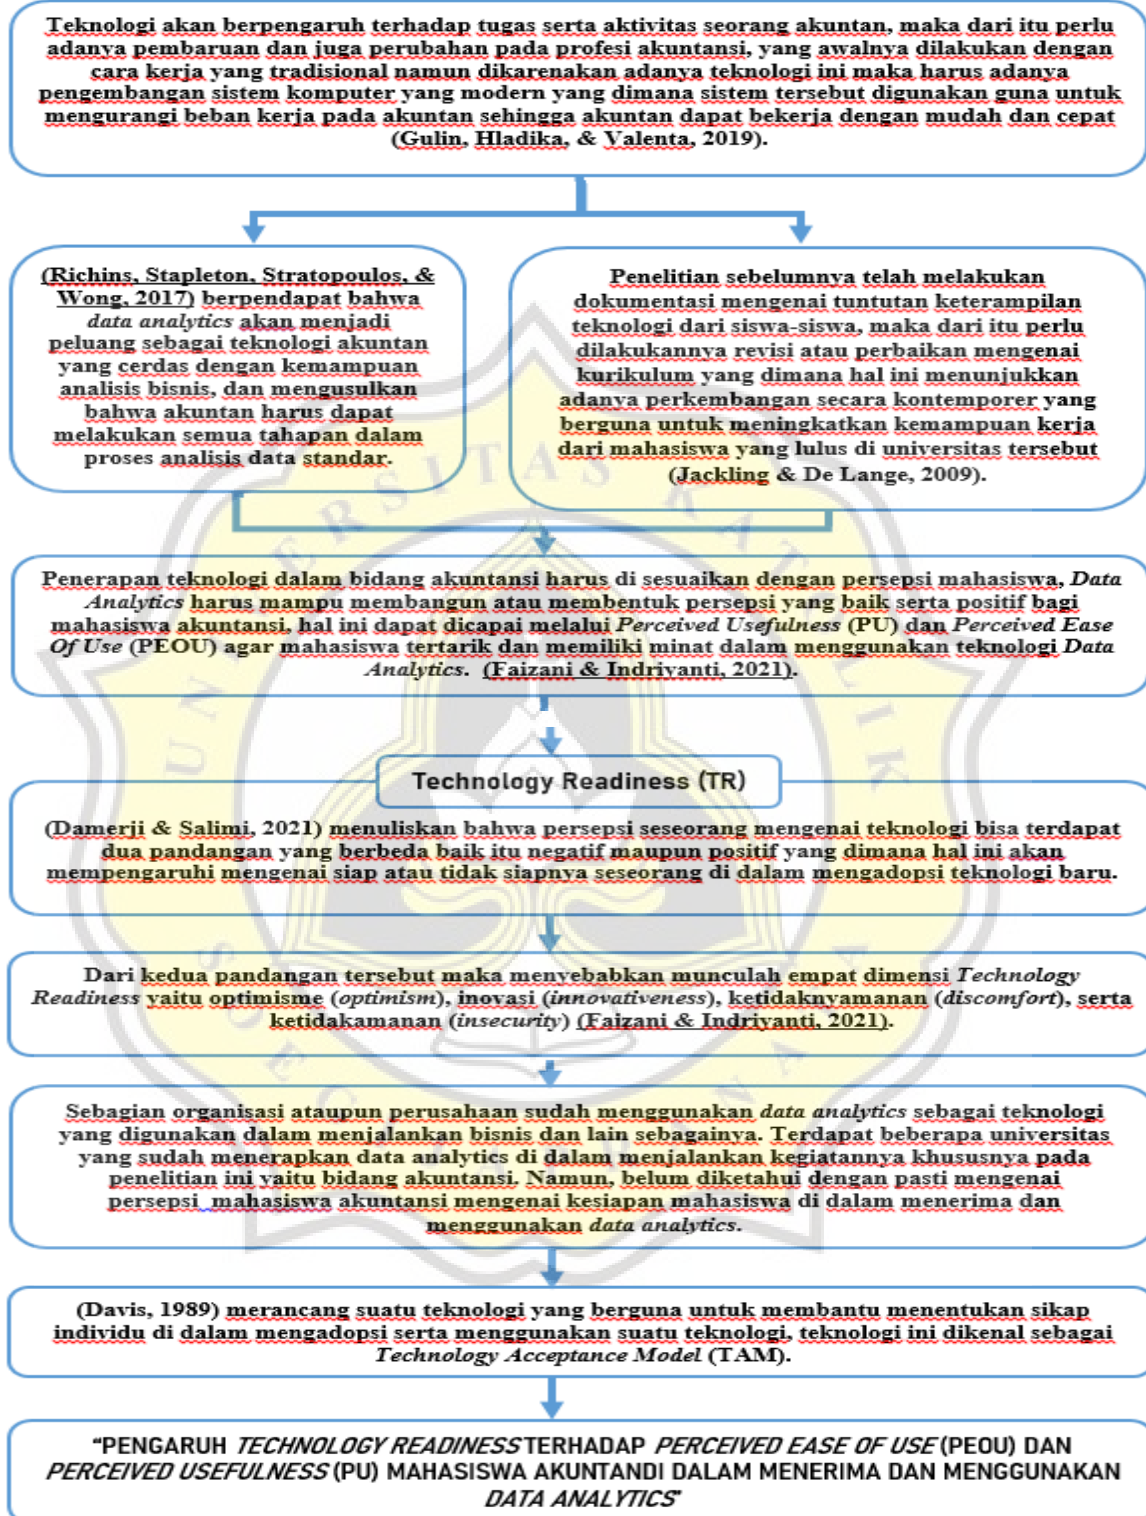 Teknologi akan berpengaruh terhadap tugas serta aktivitas seorang akuntan, maka dari itu perlu
adanya pembaruan dan juga perubahan pada profesi akuntansi, yang awalnya dilakukan dengan
cara kerja yang tradisional namun dikarenakan adanya teknologi ini maka harus adanya
pengembangan sistem komputer yang modern yang dimana sistem tersebut digunakan guna untuk
mengurangi beban kerja pada akuntan sehingga akuntan dapat bekerja dengan mudah dan cepat
(Gulin, Hladika, & Valenta, 2019).
(Richins, Stapleton, Stratopoulos, &
Wong, 2017) berpendapat bahwa
data analytics akan menjadi
peluang sebagai teknologi akuntan
yang cerdas dengan kemampuan
analisis bisnis, dan mengusulkan
bahwa akuntan harus dapat
melakukan semua tahapan dalam
proses analisis data standar.
Penelitian sebelumnya telah melakukan
dokumentasi mengenai tuntutan keterampilan
teknologi dari siswa-siswa, maka dari itu perlu
dilakukannya revisi atau perbaikan mengenai
kurikulum yang dimana hal ini menunjukkan
adanya perkembangan secara kontemporer yang
berguna untuk meningkatkan kemampuan kerja
dari mahasiswa yang lulus di universitas tersebut
(Jackling & De Lange, 2009).
Penerapan teknologi dalam bidang akuntansi harus di sesuaikan dengan persepsi mahasiswa, Data
Analytics harus mampu membangun atau membentuk persepsi yang baik serta positif bagi
mahasiswa akuntansi, hal ini dapat dicapai melalui Perceived Usefulness (PU) dan Perceived Ease
Of Use (PEOU) agar mahasiswa tertarik dan memiliki minat dalam menggunakan teknologi Data
Analytics. (Faizani & Indriyanti, 2021).
Technology Readiness (TR)
(Damerji & Salimi, 2021) menuliskan bahwa persepsi seseorang mengenai teknologi bisa terdapat
dua pandangan yang berbeda baik itu negatif maupun positif yang dimana hal ini akan
mempengaruhi mengenai siap atau tidak siapnya seseorang di dalam mengadopsi teknologi baru.
Dari kedua pandangan tersebut maka menyebabkan munculah empat dimensi Technology
Readiness yaitu optimisme (optimism), inovasi (innovativeness), ketidaknyamanan (discomfort), serta
ketidakamanan (insecurity) (Faizani & Indriyanti, 2021).
Sebagian organisasi ataupun perusahaan sudah menggunakan data analytics sebagai teknologi
yang digunakan dalam menjalankan bisnis dan lain sebagainya. Terdapat beberapa universitas
yang sudah menerapkan data analytics di dalam menjalankan kegiatannya khususnya pada
penelitian ini yaitu bidang akuntansi. Namun, belum diketahui dengan pasti mengenai
persepsi mahasiswa akuntansi mengenai kesiapan mahasiswa di dalam menerima dan
menggunakan data analytics.
(Davis, 1989) merancang suatu teknologi yang berguna untuk membantu menentukan sikap
individu di dalam mengadopsi serta menggunakan suatu teknologi, teknologi ini dikenal sebagai
Technology Acceptance Model (TAM).
"PENGARUH TECHNOLOGY READINESS TERHADAP PERCEIVED EASE OF USE (PEOU) DAN
PERCEIVED USEFULNESS (PU) MAHASISWA AKUNTANDI DALAM MENERIMA DAN MENGGUNAKAN
DATA ANALYTICS"
UNIVERSITAS KATOLIK